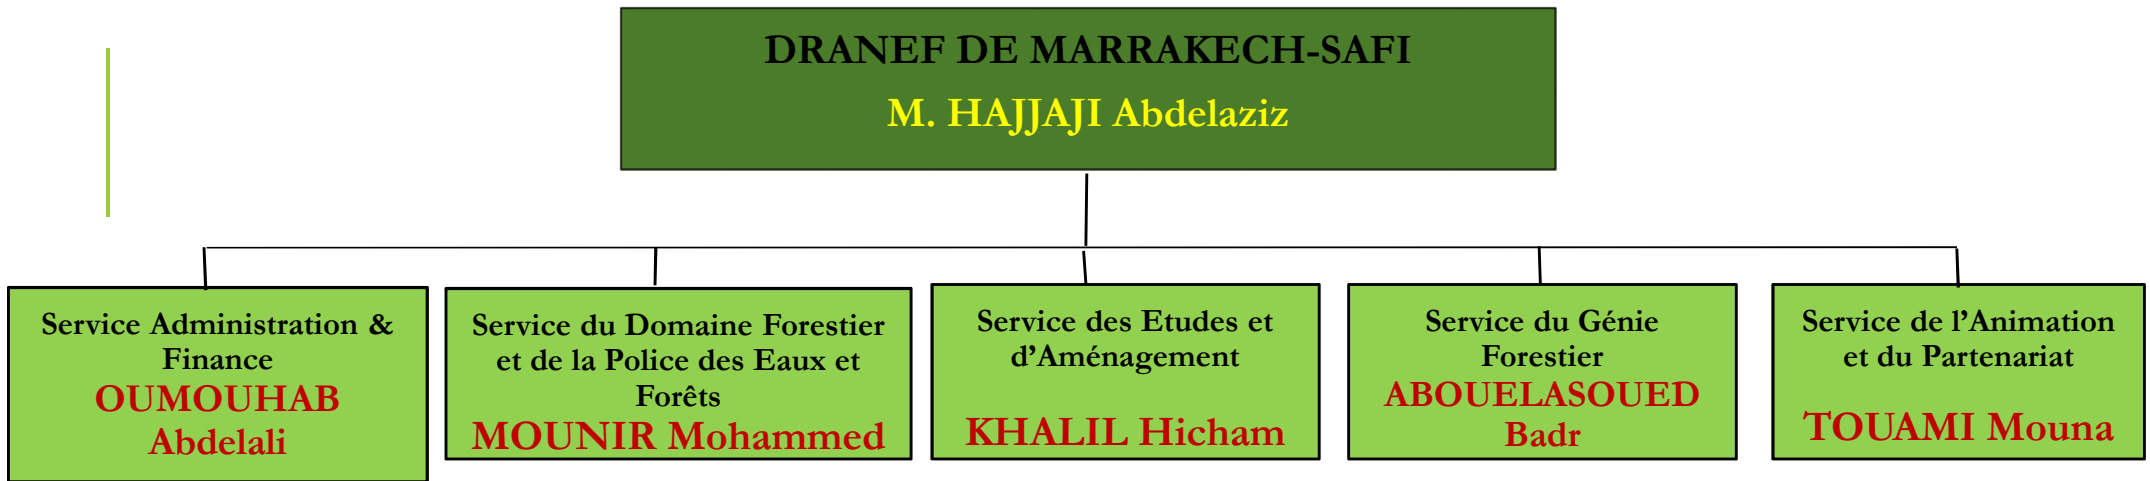 DRANEF DE MARRAKECH-SAFI
M. HAJJAJI Abdelaziz
Service Administration &
Finance
OUMOUHAB
Abdelali
Service du Domaine Forestier
et de la Police des Eaux et
Forêts
MOUNIR Mohammed
Service des Etudes et
d’Aménagement
KHALIL Hicham
Service du Génie
Forestier
ABOUELASOUED
Badr
Service de l’Animation
et du Partenariat
TOUAMI Mouna